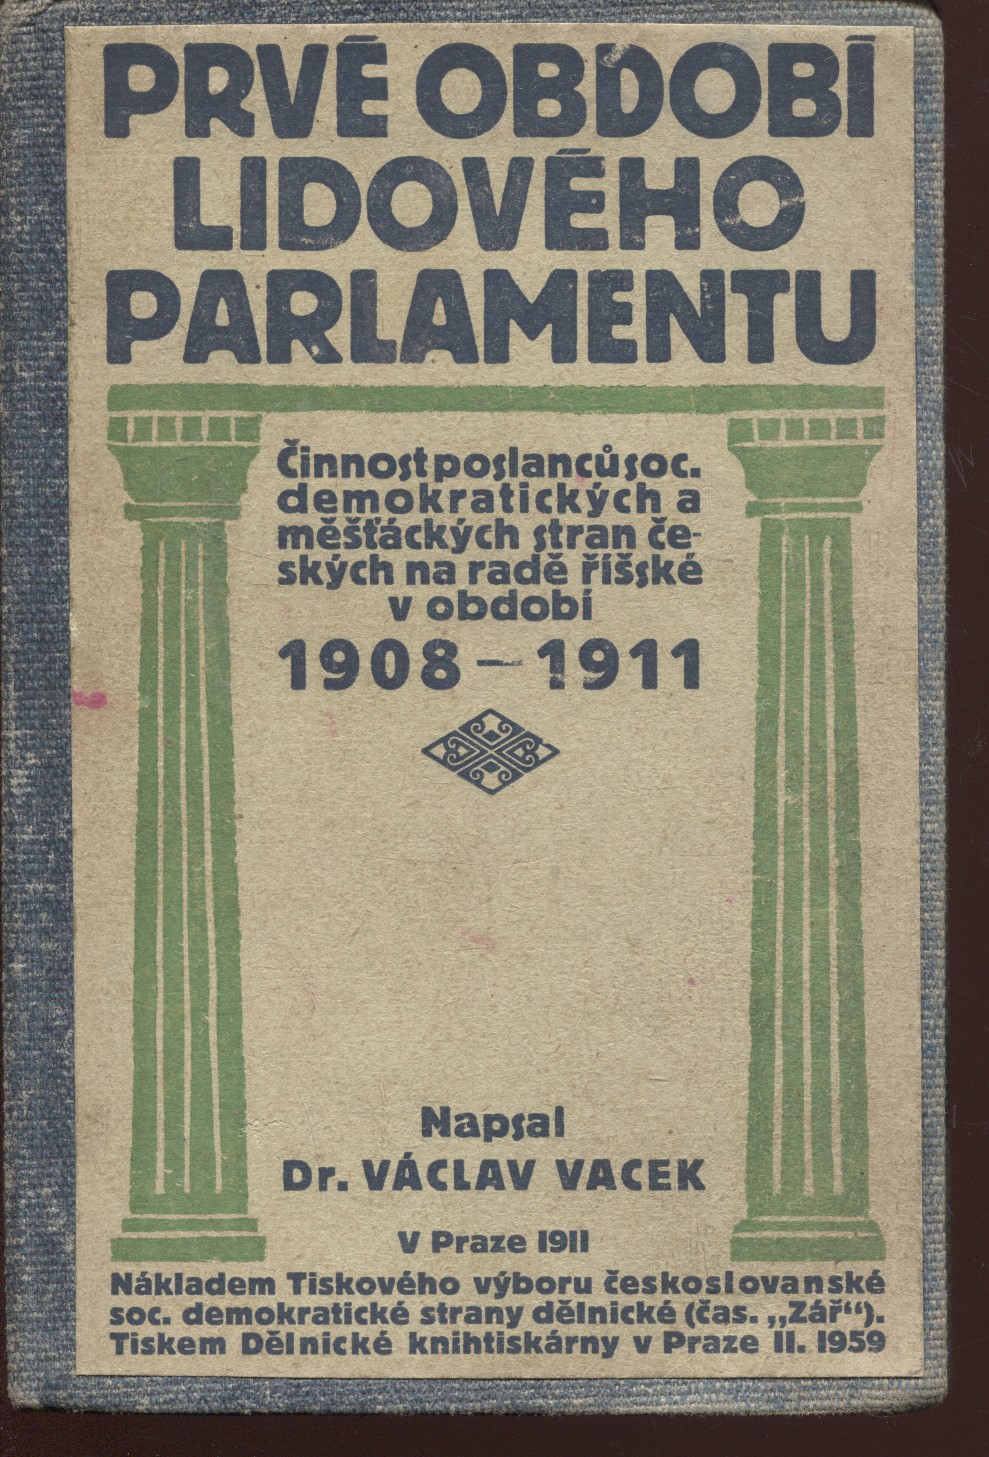 PRVÉ OBDOBÍ
LIDOVÉHO
PARLAMENTU
Činnost poslanců soc.
demokratických a
měšťáckých stran če-
ských na radě říšské
v období
1908 — 1911
Napsal
Dr. VÁCLAV VACEK
V Praze 1911
Nákladem Tiskového výboru českoslovanské
soc. demokratické strany dělnické (čas. „Zář“).
Tiskem Dělnické knihtiskárny v Praze II. 1959